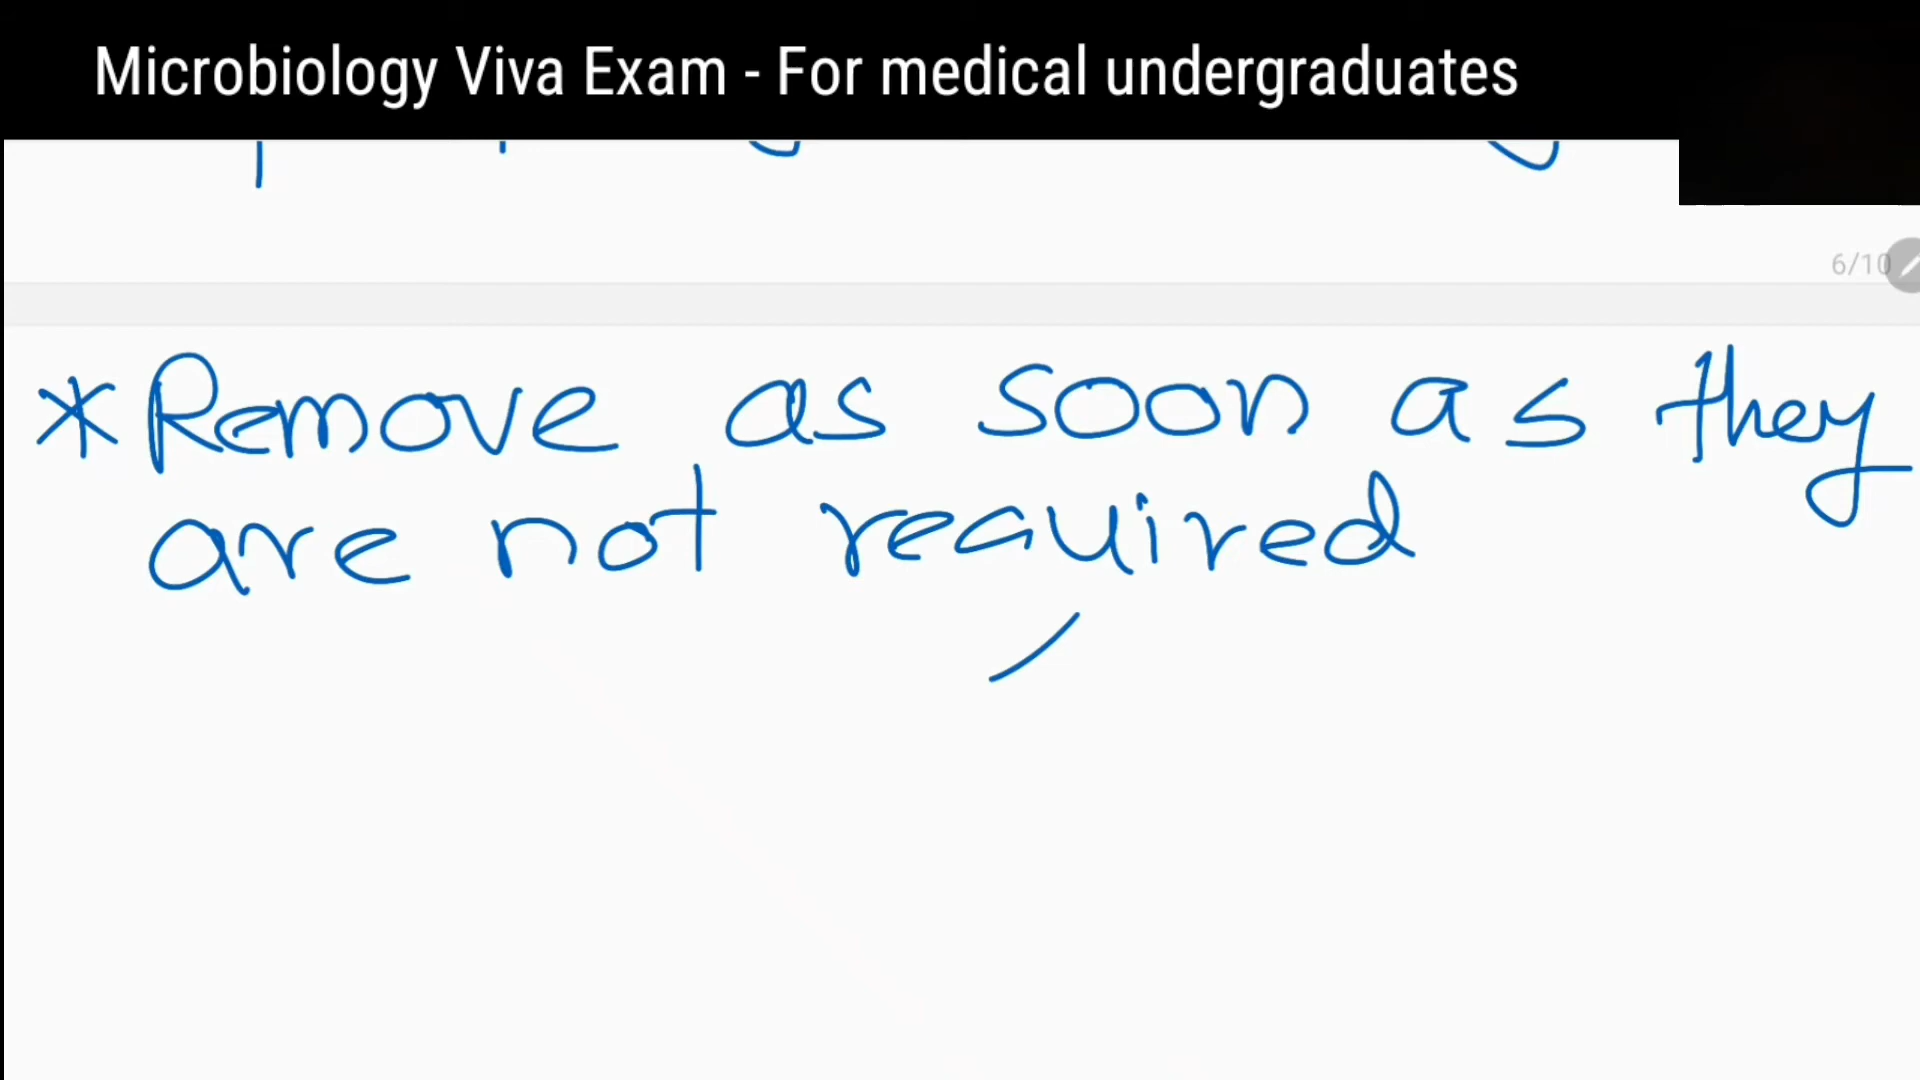 Microbiology Viva Exam - For medical undergraduates
6/10
*Remove as soon as they
are not required